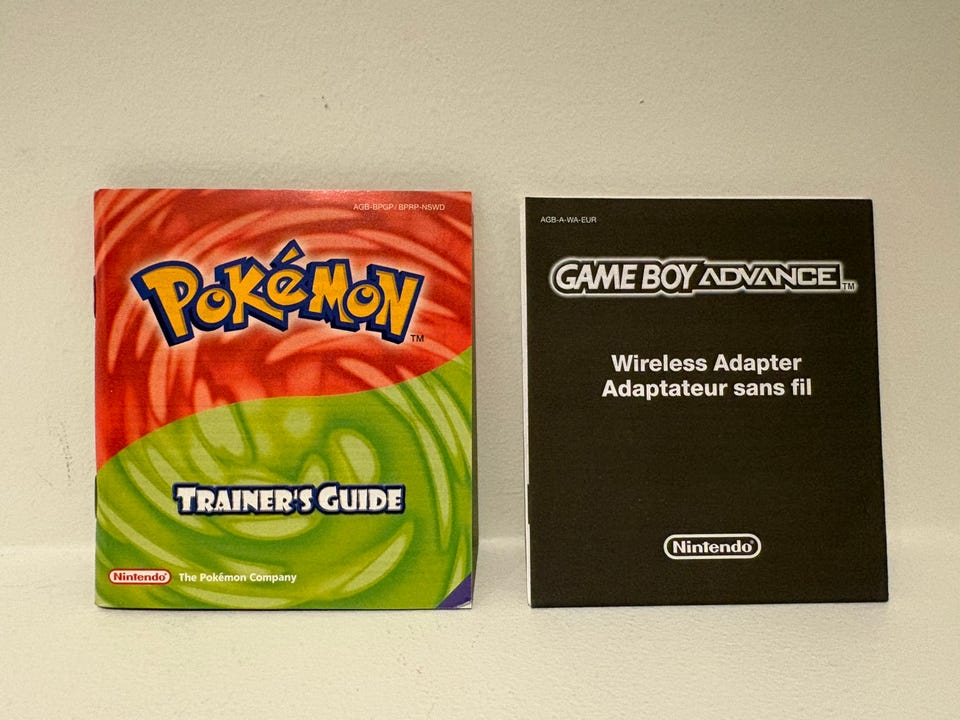 AGB-BPGP/BPRP-NSWD
POKéMON
TM
TRAINER'S GUIDE
Nintendo®
The Pokémon Company
AGB-A-WA-EUR
GAME BOY ADVANCE
TM
Wireless Adapter
Adaptateur sans fil
Nintendo®